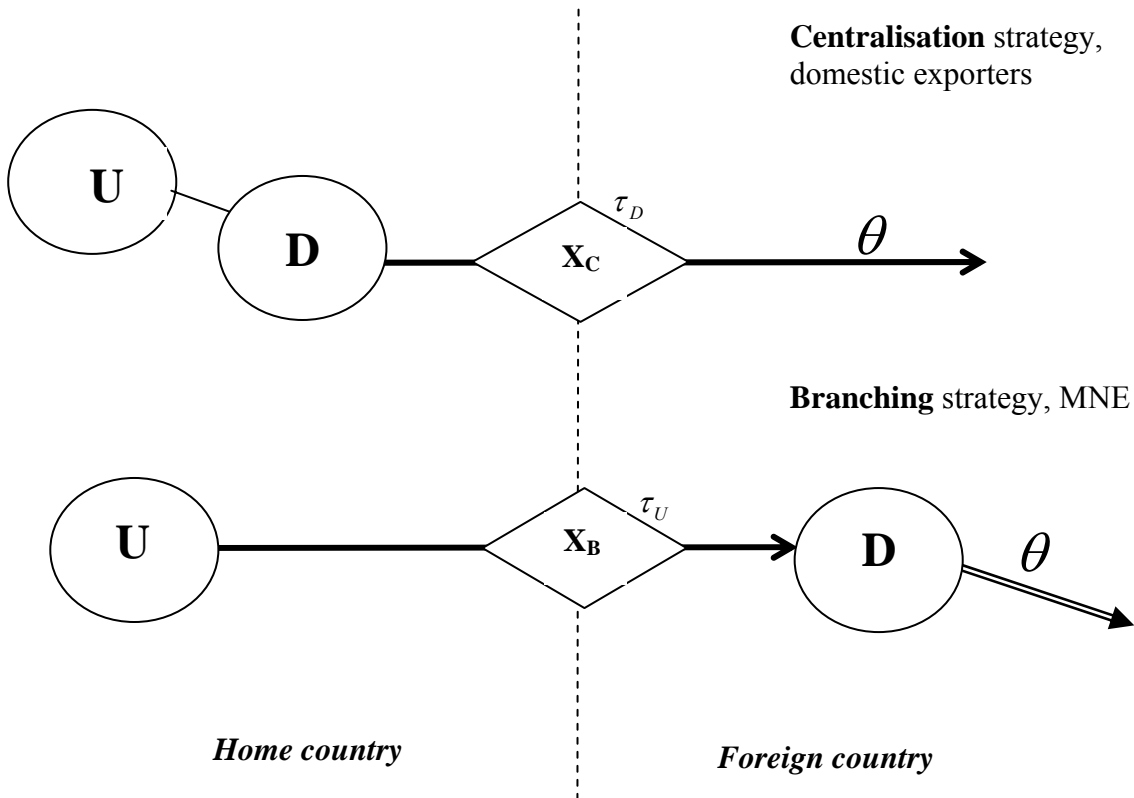 Centralisation strategy,
domestic exporters
U
D
τ_D
X_C
θ
Branching strategy, MNE
U
τ_U
X_B
D
θ
Home country
Foreign country